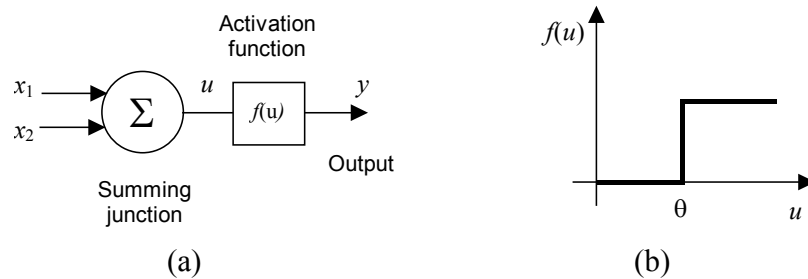 Activation
function
x1
x2
Σ
u
f(u)
y
Output
Summing
junction
(a)
f(u)
θ
u
(b)